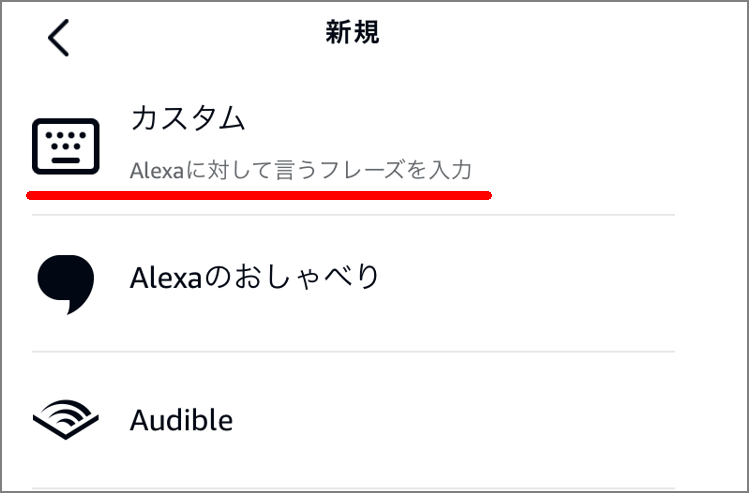 新規
カスタム
Alexaに対して言うフレーズを入力
Alexaのおしゃべり
Audible